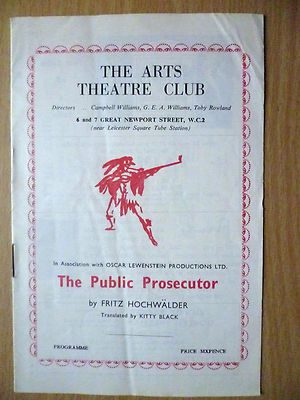 THE ARTS
THEATRE CLUB
Directors ... Campbell Williams, G. E. A. Williams, Toby Rowland
6 and 7 GREAT NEWPORT STREET, W.C.2
(near Leicester Square Tube Station)
In Association with OSCAR LEWENSTEIN PRODUCTIONS LTD.
The Public Prosecutor
by FRITZ HOCHWÄLDER
Translated by KITTY BLACK
PROGRAMME PRICE SIXPENCE